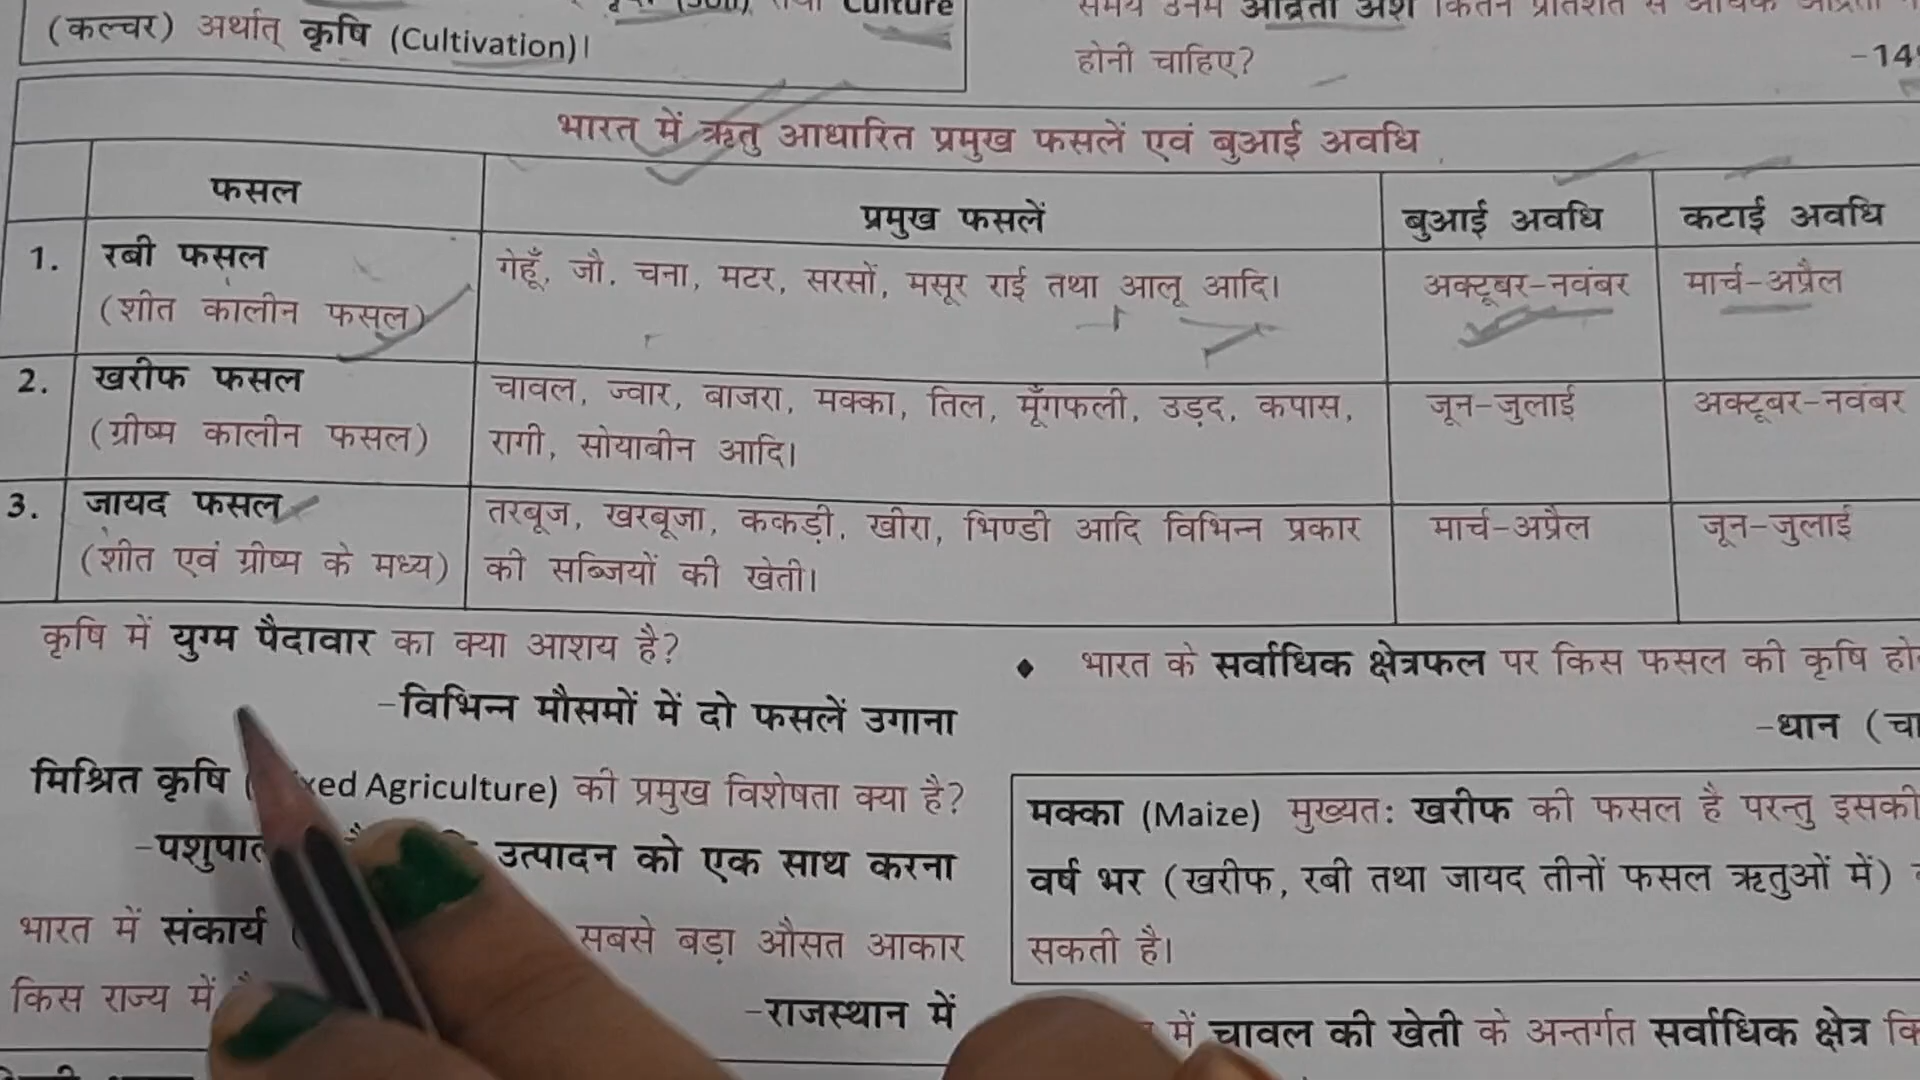 Culture
(कल्चर) अर्थात् कृषि (Cultivation)।
होनी चाहिए?
भारत में ऋतु आधारित प्रमुख फसलें एवं बुआई अवधि
फसल प्रमुख फसलें बुआई अवधि कटाई अवधि
1. रबी फसल (शीत कालीन फसल)
गेहूँ, जौ, चना, मटर, सरसों, मसूर राई तथा आलू आदि।
अक्टूबर-नवंबर
मार्च-अप्रैल
2. खरीफ फसल (ग्रीष्म कालीन फसल)
चावल, ज्वार, बाजरा, मक्का, तिल, मूँगफली, उड़द, कपास,
रागी, सोयाबीन आदि।
जून-जुलाई
अक्टूबर-नवंबर
3. जायद फसल (शीत एवं ग्रीष्म के मध्य)
तरबूज, खरबूजा, ककड़ी, खीरा, भिण्डी आदि विभिन्न प्रकार
की सब्जियों की खेती।
मार्च-अप्रैल
जून-जुलाई
कृषि में युग्म पैदावार का क्या आशय है?
-विभिन्न मौसमों में दो फसलें उगाना
मिश्रित कृषि Agriculture) की प्रमुख विशेषता क्या है?
उत्पादन को एक साथ करना
भारत में संकार्य सबसे बड़ा औसत आकार
किस राज्य में
-राजस्थान में
♦ भारत के सर्वाधिक क्षेत्रफल पर किस फसल की कृषि
-धान
मक्का (Maize) मुख्यतः खरीफ की फसल है परन्तु इसकी
वर्ष भर (खरीफ, रबी तथा जायद तीनों फसल ऋतुओं में)
सकती है।
में चावल की खेती के अन्तर्गत सर्वाधिक क्षेत्र